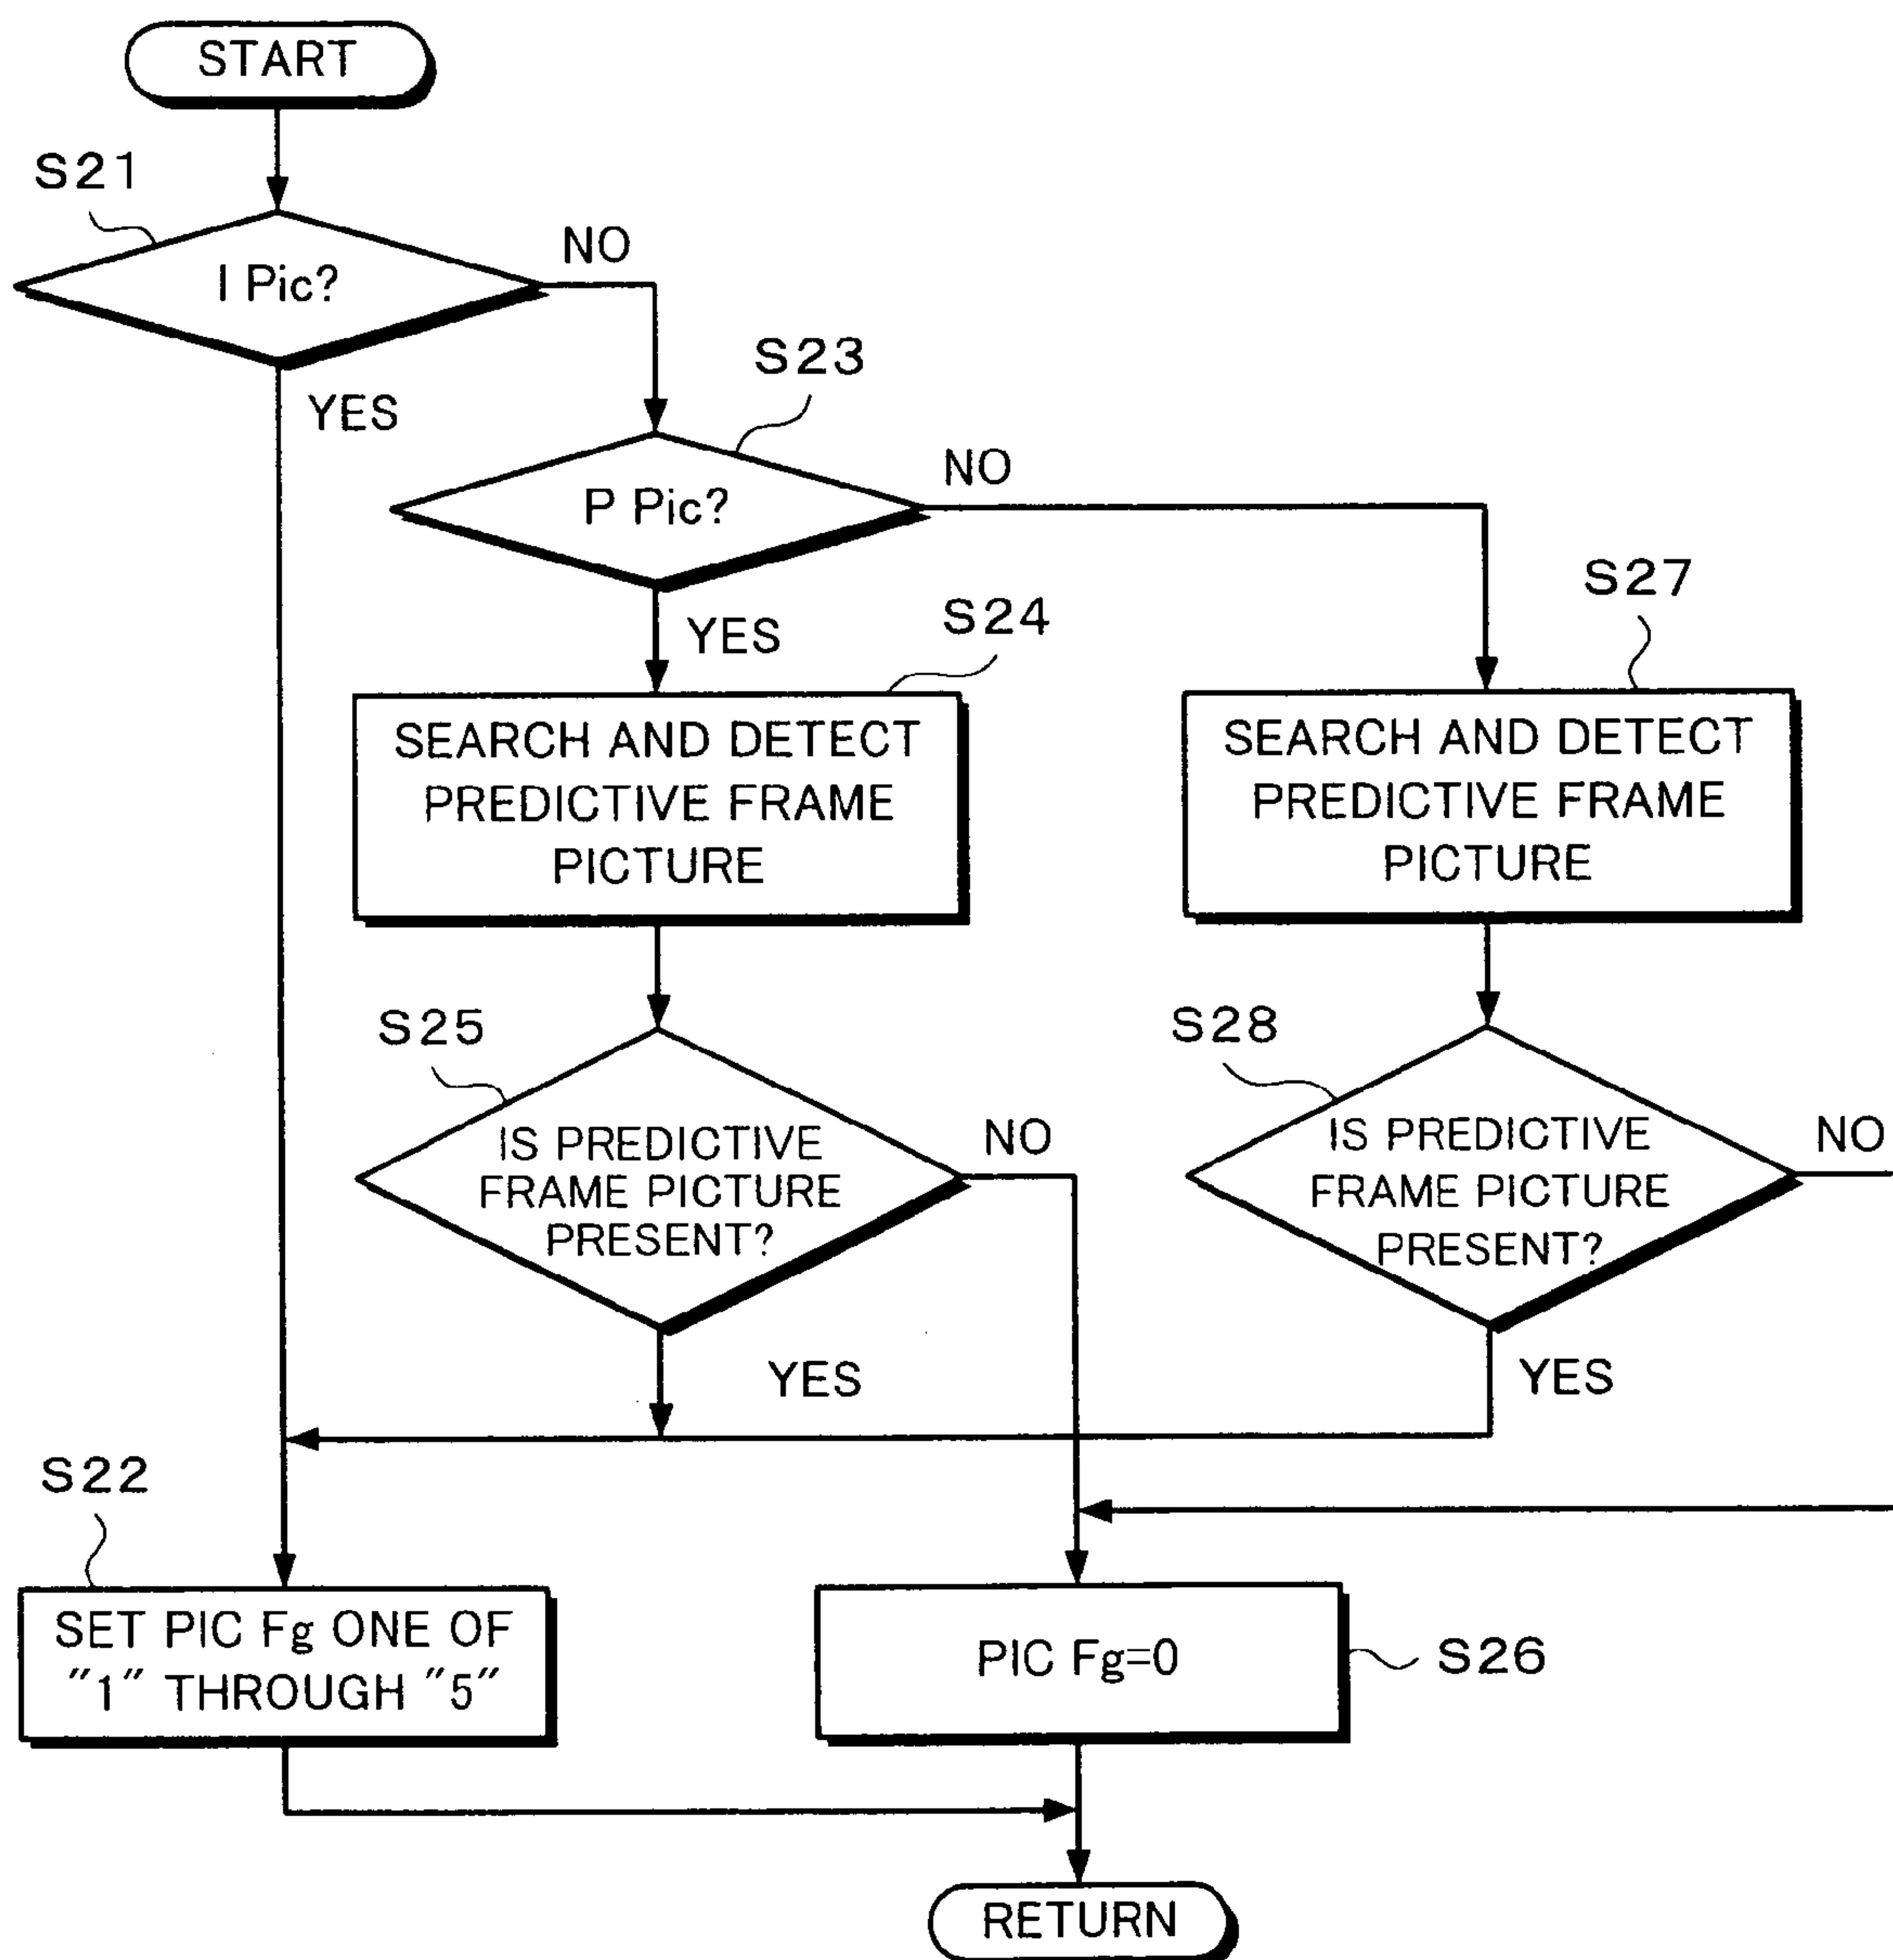 START
S21
I Pic?
NO
YES
S23
P Pic?
NO
YES
S24
SEARCH AND DETECT
PREDICTIVE FRAME
PICTURE
S27
SEARCH AND DETECT
PREDICTIVE FRAME
PICTURE
S25
IS PREDICTIVE
FRAME PICTURE
PRESENT?
NO
YES
S28
IS PREDICTIVE
FRAME PICTURE
PRESENT?
NO
YES
S22
SET PIC Fg ONE OF
"1" THROUGH "5"
PIC Fg=0
S26
RETURN